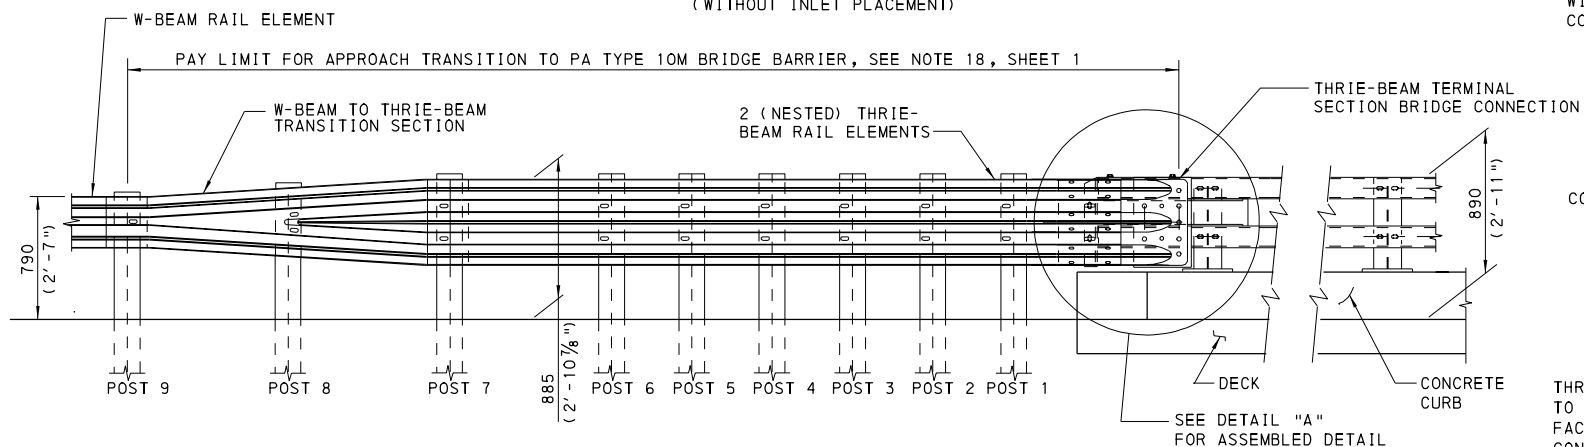 (WITHOUT INLET PLACEMENT)
W-BEAM RAIL ELEMENT
PAY LIMIT FOR APPROACH TRANSITION TO PA TYPE 10M BRIDGE BARRIER, SEE NOTE 18, SHEET 1
W-BEAM TO THRIE-BEAM
TRANSITION SECTION
2 (NESTED) THRIE-
BEAM RAIL ELEMENTS
THRIE-BEAM TERMINAL
SECTION BRIDGE CONNECTION
790
(2'-7")
885
(2'-10⅞")
890
(2'-11")
POST 9
POST 8
POST 7
POST 6
POST 5
POST 4
POST 3
POST 2
POST 1
DECK
CONCRETE
CURB
SEE DETAIL "A"
FOR ASSEMBLED DETAIL
CO
THR
TO
FAC